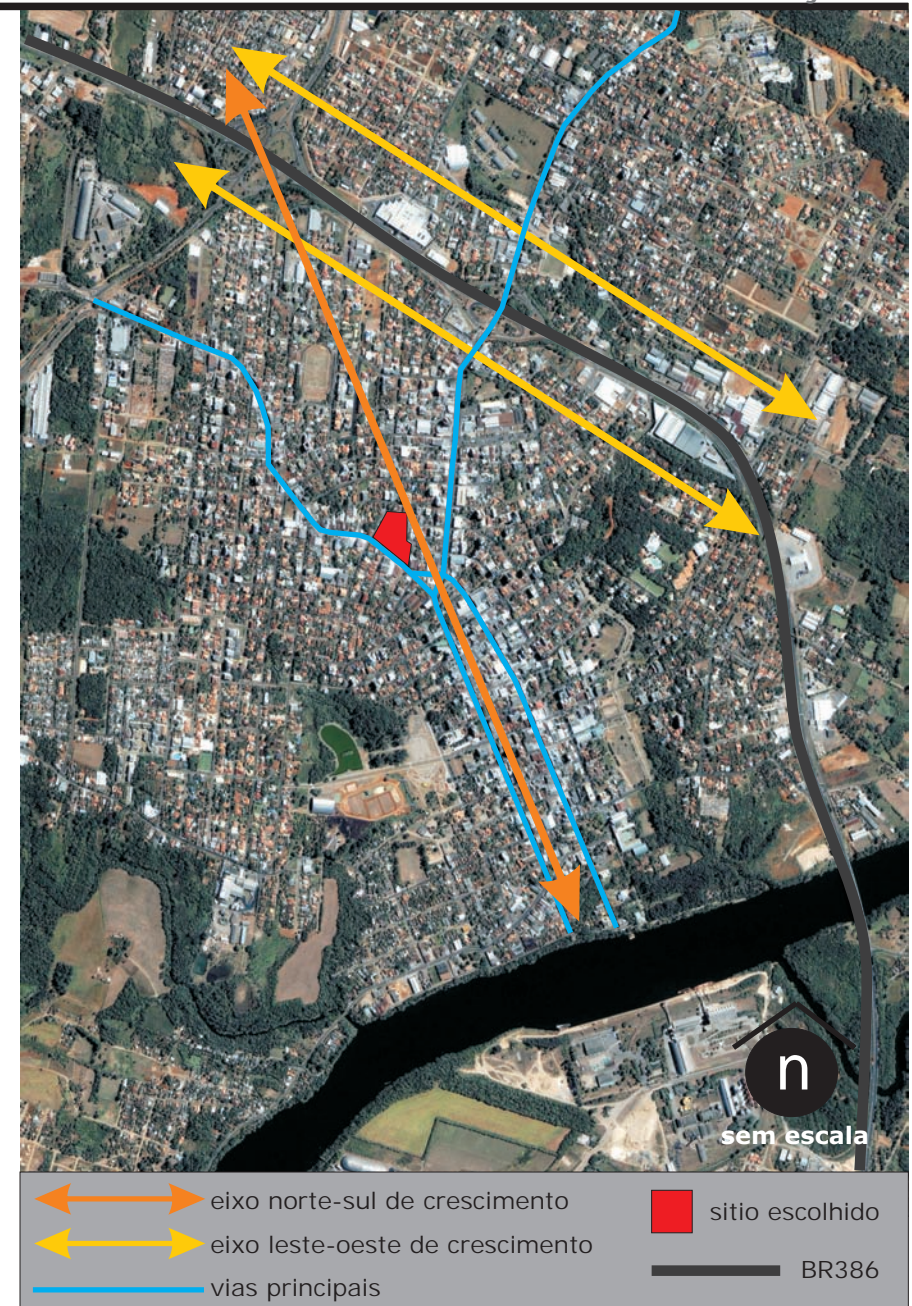 n
sem escala
eixo norte-sul de crescimento
eixo leste-oeste de crescimento
vias principais
sitio escolhido
BR386